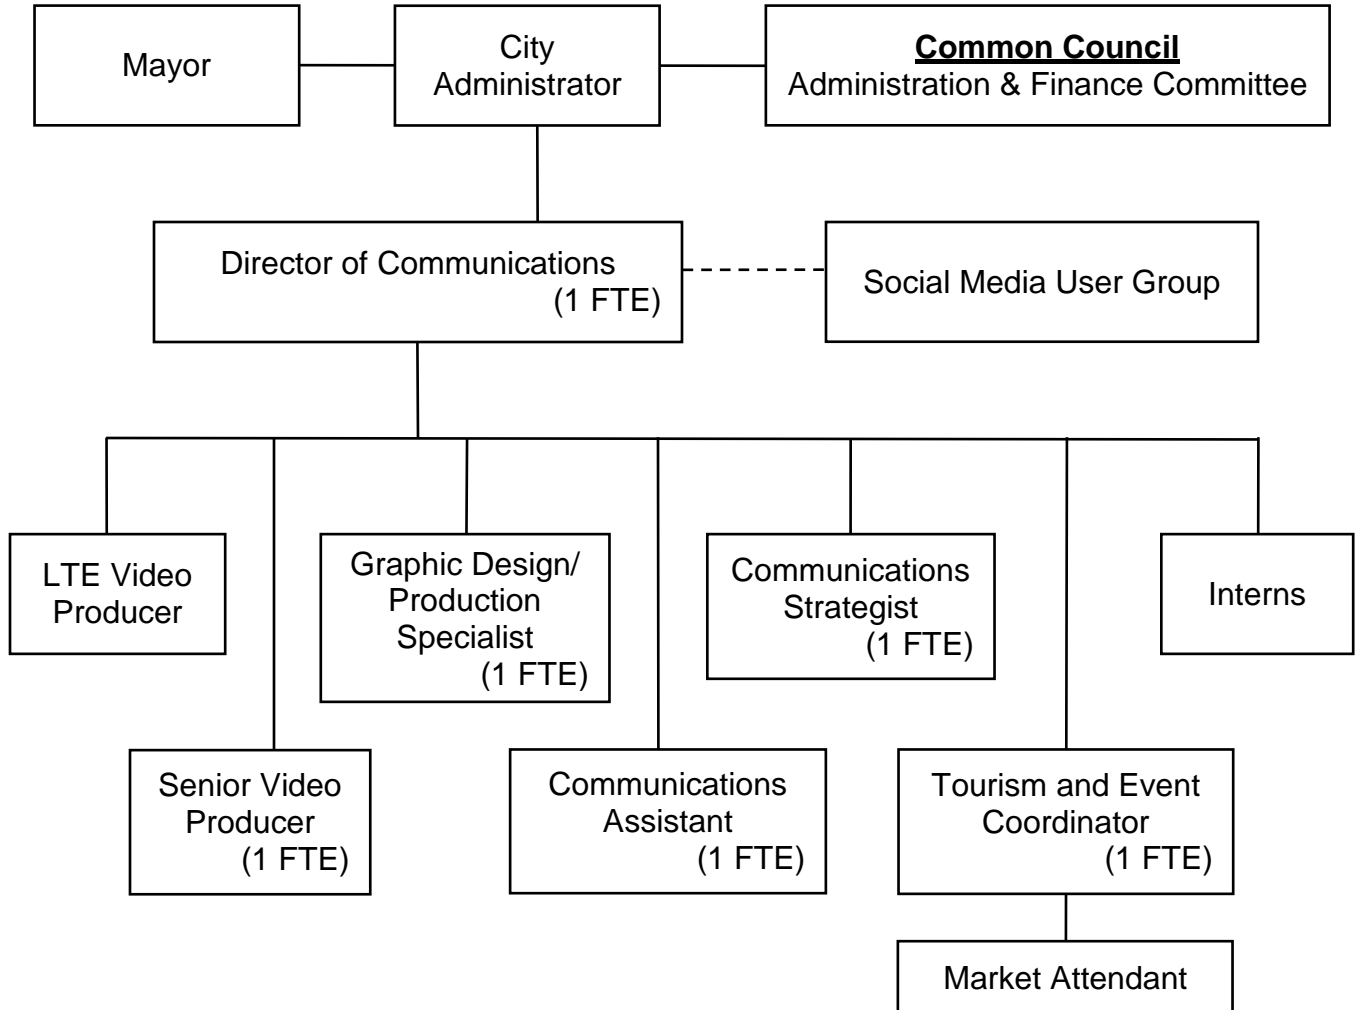 Mayor
City
Administrator
Common Council
Administration & Finance Committee
Director of Communications
(1 FTE)
Social Media User Group
LTE Video
Producer
Graphic Design/
Production
Specialist
(1 FTE)
Communications
Strategist
(1 FTE)
Interns
Senior Video
Producer
(1 FTE)
Communications
Assistant
(1 FTE)
Tourism and Event
Coordinator
(1 FTE)
Market Attendant